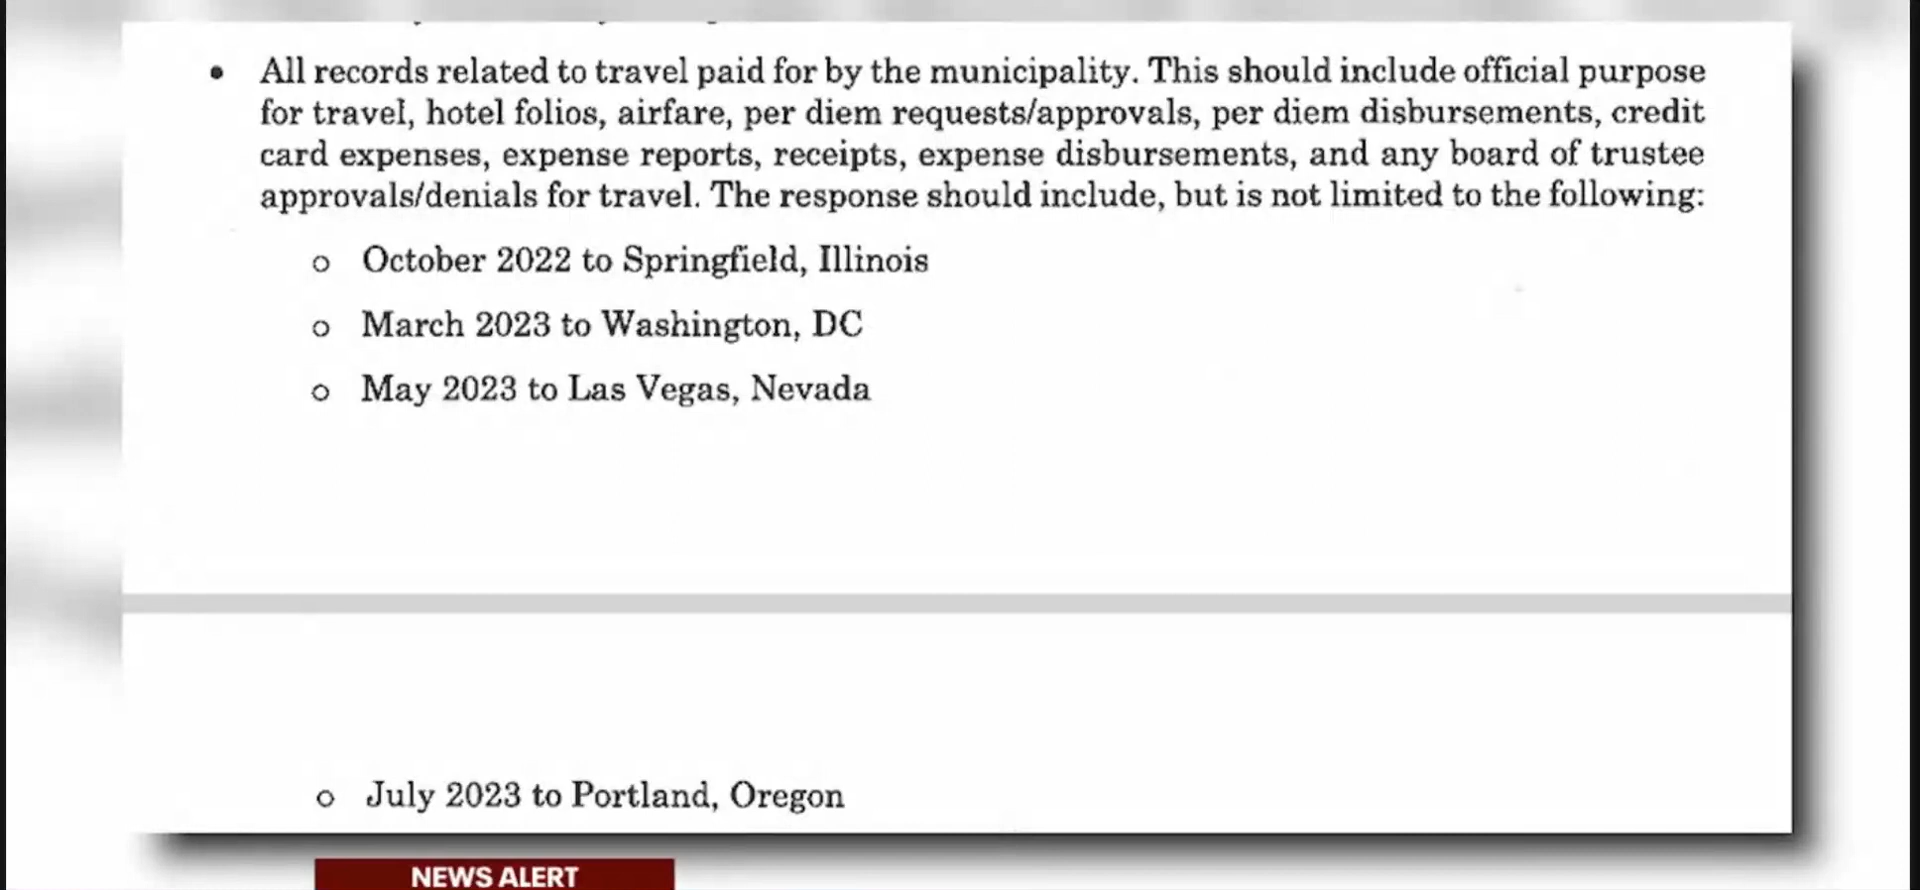 • All records related to travel paid for by the municipality. This should include official purpose
for travel, hotel folios, airfare, per diem requests/approvals, per diem disbursements, credit
card expenses, expense reports, receipts, expense disbursements, and any board of trustee
approvals/denials for travel. The response should include, but is not limited to the following:
o October 2022 to Springfield, Illinois
o March 2023 to Washington, DC
o May 2023 to Las Vegas, Nevada
o July 2023 to Portland, Oregon
NEWS ALERT